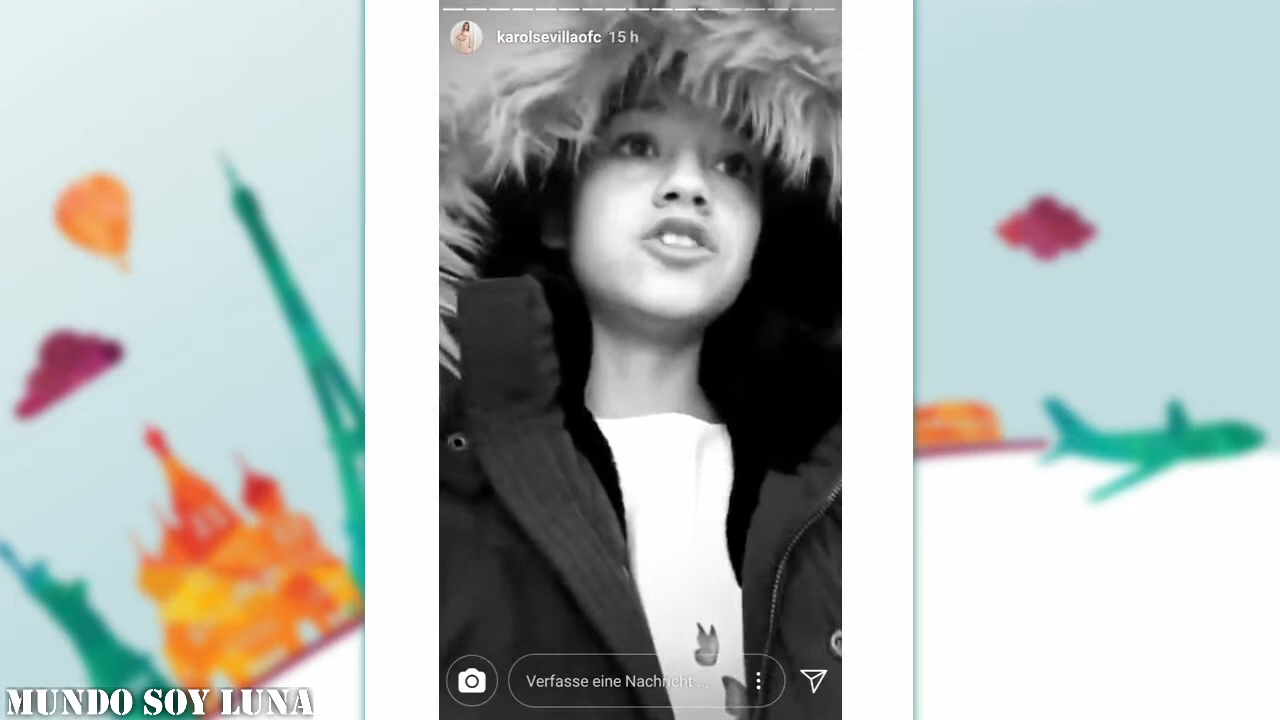 karolsevillaofc 15 h
Verfasse eine Nachricht ...
MUNDO SOY LUNA